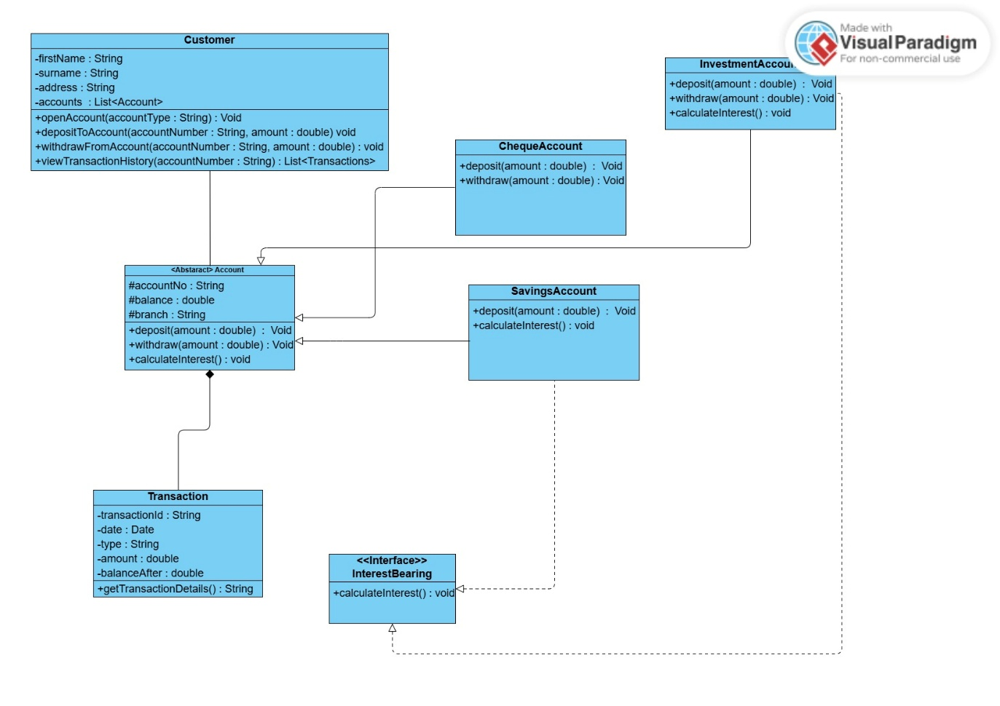 Made with
Visual Paradigm
For non-commercial use
Customer
-firstName : String
-surname : String
-address : String
-accounts : List<Account>
+openAccount(accountType : String) : Void
+depositToAccount(accountNumber : String, amount : double) void
+withdrawFromAccount(accountNumber : String, amount : double) : void
+viewTransactionHistory(accountNumber : String) : List<Transactions>
InvestmentAccoun
+deposit(amount : double) : Void
+withdraw(amount : double) : Void
+calculateInterest() : void
ChequeAccount
+deposit(amount : double) : Void
+withdraw(amount : double) : Void
<Abstaract> Account
#accountNo : String
#balance : double
#branch : String
+deposit(amount : double) : Void
+withdraw(amount : double) : Void
+calculateInterest() : void
SavingsAccount
+deposit(amount : double) : Void
+calculateInterest() : void
Transaction
-transactionId : String
-date : Date
-type : String
-amount : double
-balanceAfter : double
+getTransactionDetails() : String
<<Interface>>
InterestBearing
+calculateInterest() : void